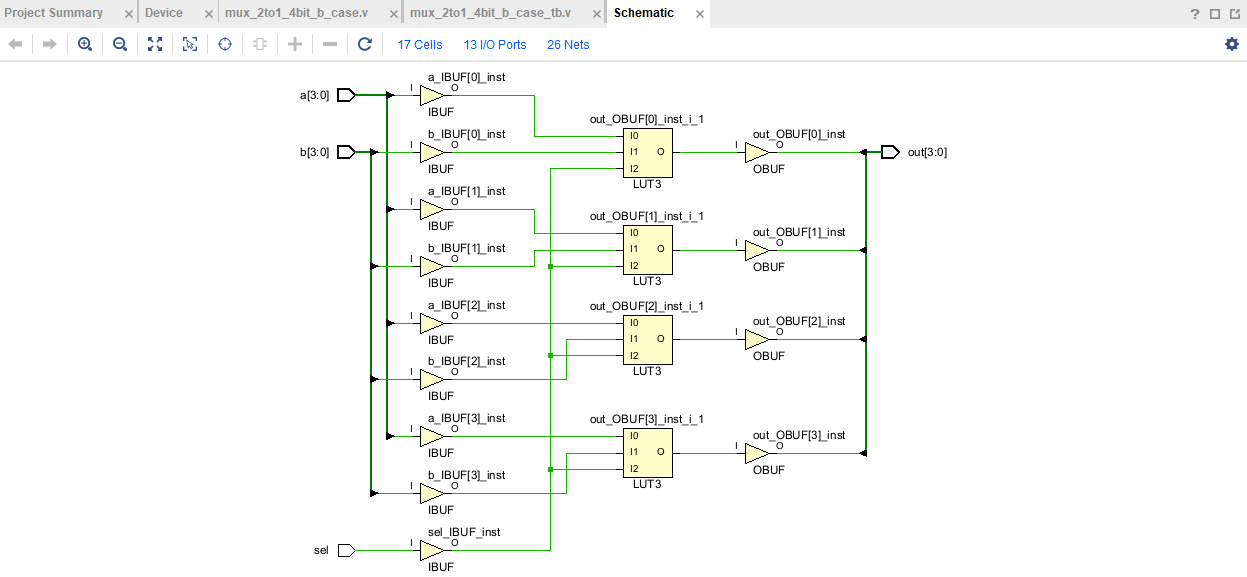 Project Summary × Device × mux_2to1_4bit_b_case.v × mux_2to1_4bit_b_case_tb.v × Schematic × ?
17 Cells 13 I/O Ports 26 Nets
a_IBUF[0]_inst
a[3:0] I O
IBUF
out_OBUF[0]_inst_i_1
b_IBUF[0]_inst I0 out_OBUF[0]_inst
b[3:0] I O I1 O I O out[3:0]
IBUF I2 OBUF
LUT3
a_IBUF[1]_inst
I O
out_OBUF[1]_inst_i_1
IBUF
I0 out_OBUF[1]_inst
b_IBUF[1]_inst I1 O I O
I O I2 OBUF
IBUF LUT3
a_IBUF[2]_inst out_OBUF[2]_inst_i_1
I O I0 out_OBUF[2]_inst
IBUF I1 O I O
b_IBUF[2]_inst I2 OBUF
I O LUT3
IBUF
a_IBUF[3]_inst out_OBUF[3]_inst_i_1
I O I0 out_OBUF[3]_inst
IBUF I1 O I O
b_IBUF[3]_inst I2 OBUF
I O LUT3
IBUF
sel_IBUF_inst
sel I O
IBUF